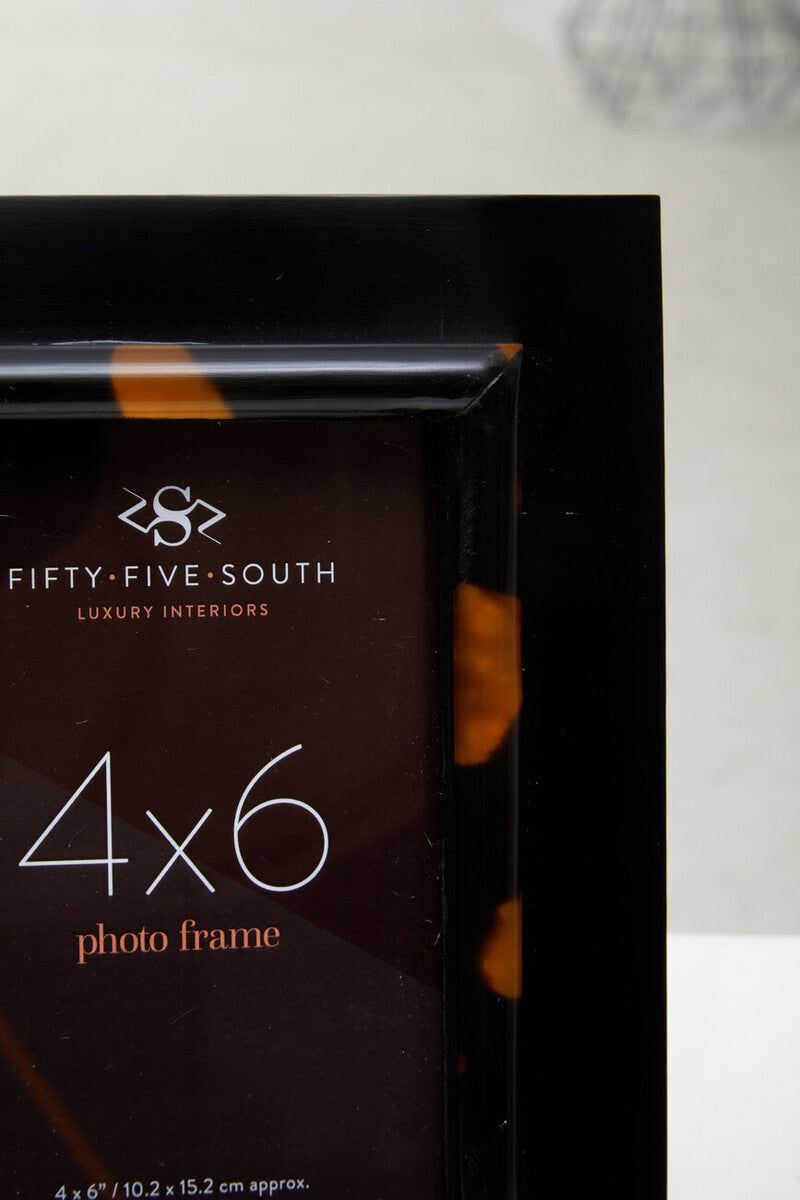 FIFTY·FIVE·SOUTH
LUXURY INTERIORS
4x6
photo frame
4 x 6” / 10.2 x 15.2 cm approx.